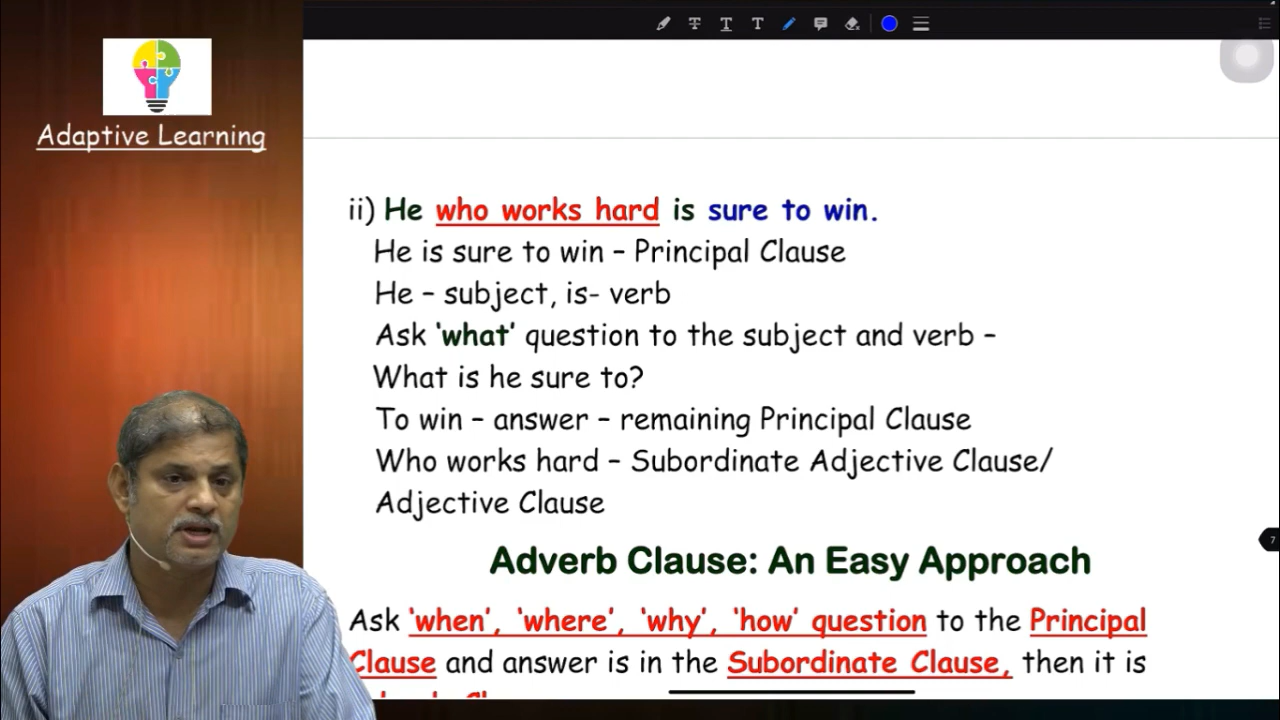 Adaptive Learning
ii) He who works hard is sure to win.
He is sure to win – Principal Clause
He – subject, is- verb
Ask ‘what’ question to the subject and verb –
What is he sure to?
To win – answer – remaining Principal Clause
Who works hard – Subordinate Adjective Clause/
Adjective Clause
Adverb Clause: An Easy Approach
Ask ‘when’, ‘where’, ‘why’, ‘how’ question to the Principal
Clause and answer is in the Subordinate Clause, then it is
7